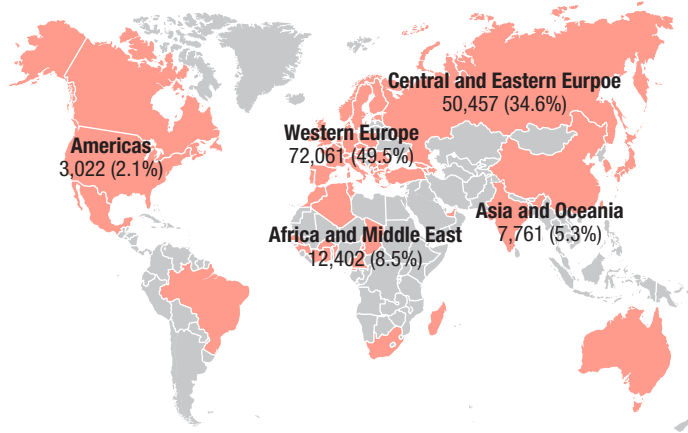 Central and Eastern Eurpoe
50,457 (34.6%)
Western Europe
72,061 (49.5%)
Americas
3,022 (2.1%)
Asia and Oceania
7,761 (5.3%)
Africa and Middle East
12,402 (8.5%)